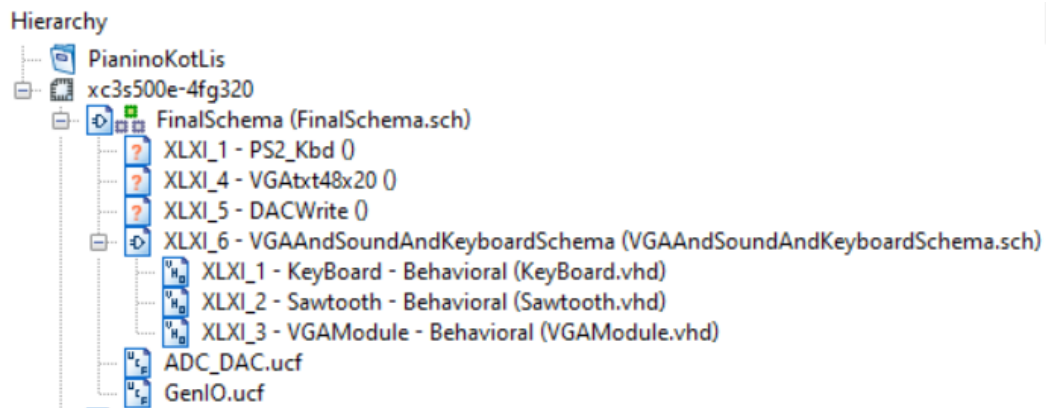 Hierarchy
PianinoKotLis
xc3s500e-4fg320
FinalSchema (FinalSchema.sch)
XLXI_1 - PS2_Kbd ()
XLXI_4 - VGAtxt48x20 ()
XLXI_5 - DACWrite ()
XLXI_6 - VGAAndSoundAndKeyboardSchema (VGAAndSoundAndKeyboardSchema.sch)
XLXI_1 - KeyBoard - Behavioral (KeyBoard.vhd)
XLXI_2 - Sawtooth - Behavioral (Sawtooth.vhd)
XLXI_3 - VGAModule - Behavioral (VGAModule.vhd)
ADC_DAC.ucf
GenIO.ucf